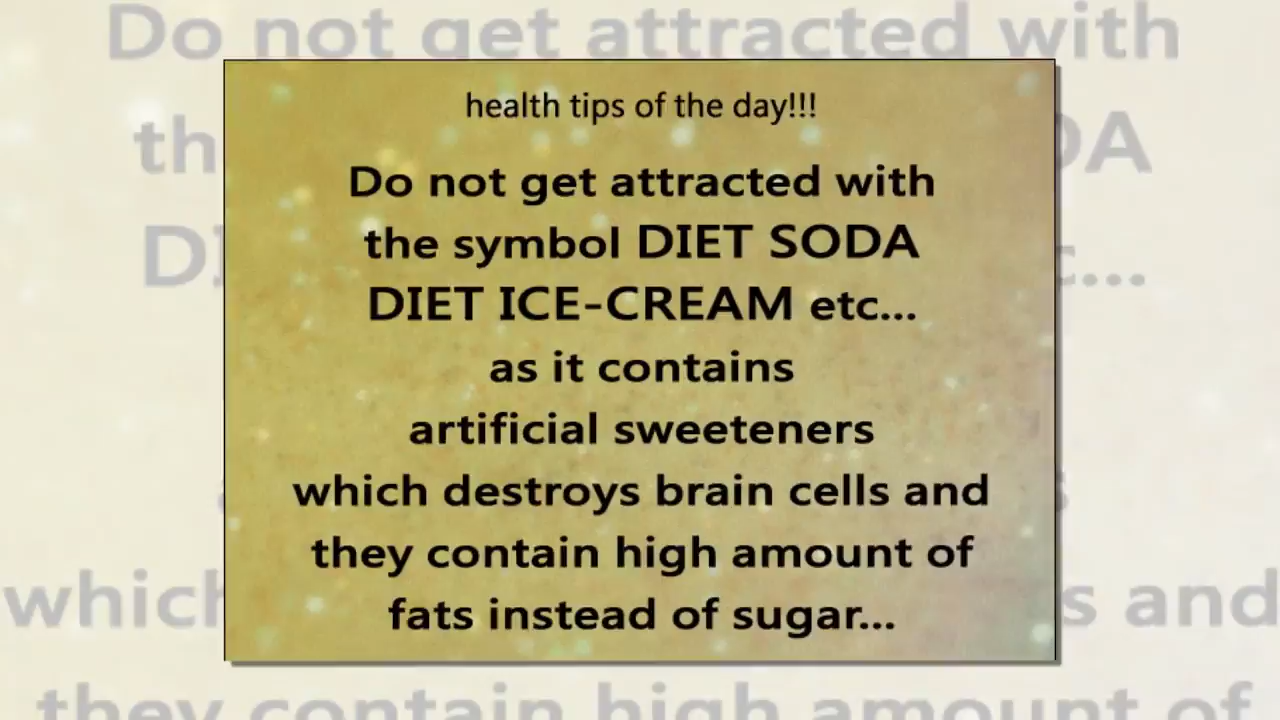 health tips of the day!!!
Do not get attracted with
the symbol DIET SODA
DIET ICE-CREAM etc...
as it contains
artificial sweeteners
which destroys brain cells and
they contain high amount of
fats instead of sugar...